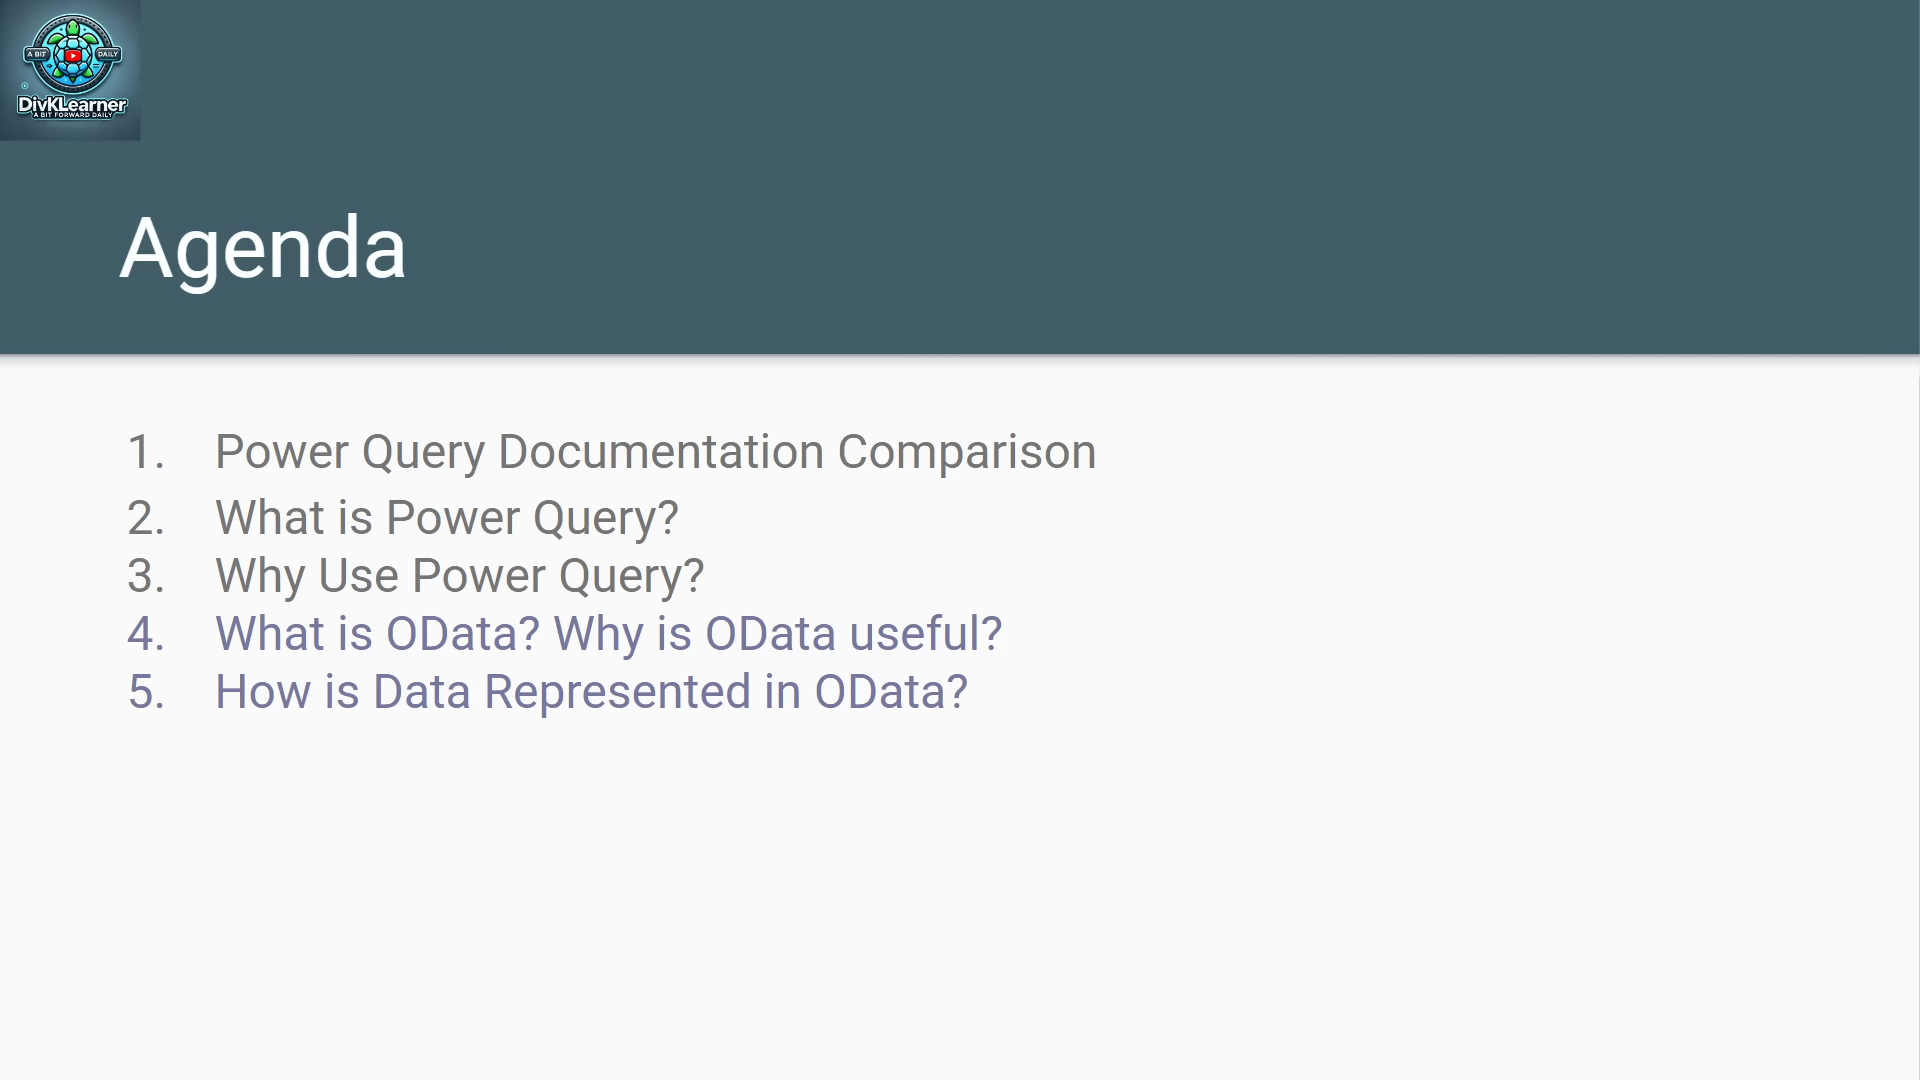 A BIT DAILY
DivKLearner
A BIT FORWARD DAILY
Agenda
1. Power Query Documentation Comparison
2. What is Power Query?
3. Why Use Power Query?
4. What is OData? Why is OData useful?
5. How is Data Represented in OData?